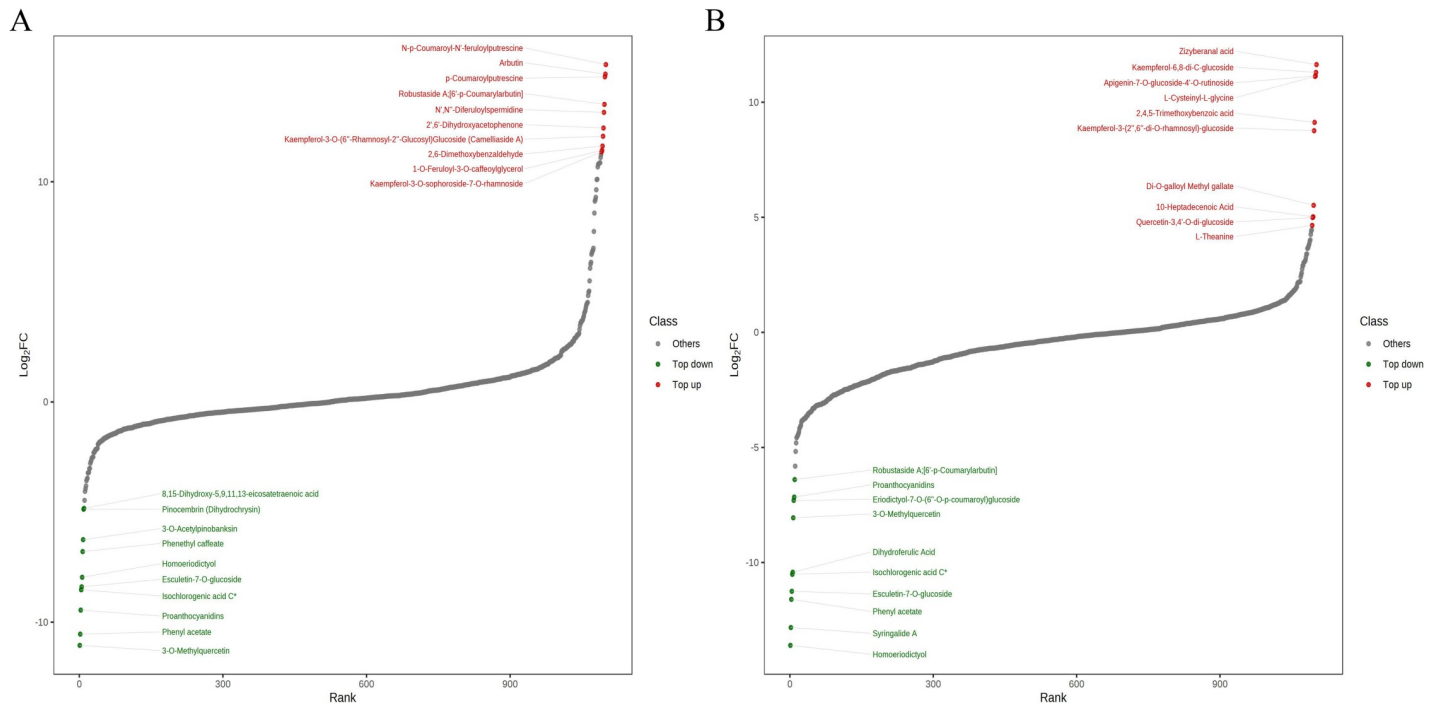 A
N-p-Coumaroyl-N'-feruloylputrescine
Arbutin
p-Coumaroylputrescine
Robustaside A;[6'-p-Coumarylarbutin]
N',N''-Diferuloylspermidine
2',6'-Dihydroxyacetophenone
Kaempferol-3-O-(6''-Rhamnosyl-2''-Glucosyl)Glucoside (Camelliaside A)
2,6-Dimethoxybenzaldehyde
1-O-Feruloyl-3-O-caffeoylglycerol
Kaempferol-3-O-sophoroside-7-O-rhamnoside
10
0
-10
Log2FC
8,15-Dihydroxy-5,9,11,13-eicosatetraenoic acid
Pinocembrin (Dihydrochrysin)
3-O-Acetylpinobanksin
Phenethyl caffeate
Homoeriodictyol
Esculetin-7-O-glucoside
Isochlorogenic acid C*
Proanthocyanidins
Phenyl acetate
3-O-Methylquercetin
0
300
600
900
Rank
Class
Others
Top down
Top up
B
Zizyberanal acid
Kaempferol-6,8-di-C-glucoside
Apigenin-7-O-glucoside-4'-O-rutinoside
L-Cysteinyl-L-glycine
2,4,5-Trimethoxybenzoic acid
Kaempferol-3-(2'',6''-di-O-rhamnosyl)-glucoside
Di-O-galloyl Methyl gallate
10-Heptadecenoic Acid
Quercetin-3,4'-O-di-glucoside
L-Theanine
10
5
0
-5
-10
Log2FC
Robustaside A;[6'-p-Coumarylarbutin]
Proanthocyanidins
Eriodictyol-7-O-(6''-O-p-coumaroyl)glucoside
3-O-Methylquercetin
Dihydroferulic Acid
Isochlorogenic acid C*
Esculetin-7-O-glucoside
Phenyl acetate
Syringalide A
Homoeriodictyol
0
300
600
900
Rank
Class
Others
Top down
Top up